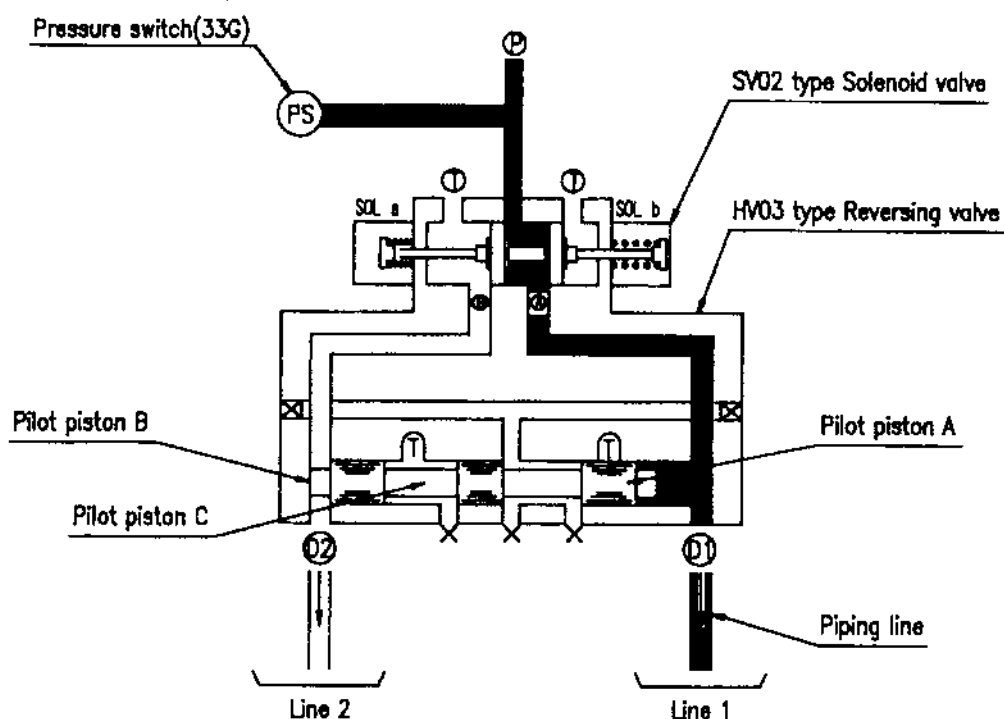 Pressure switch(33G)
P
SV02 type Solenoid valve
PS
T
T
SOL a
SOL b
HV03 type Reversing valve
B
A
Pilot piston B
Pilot piston A
T
T
Pilot piston C
D2
D1
Piping line
Line 2
Line 1